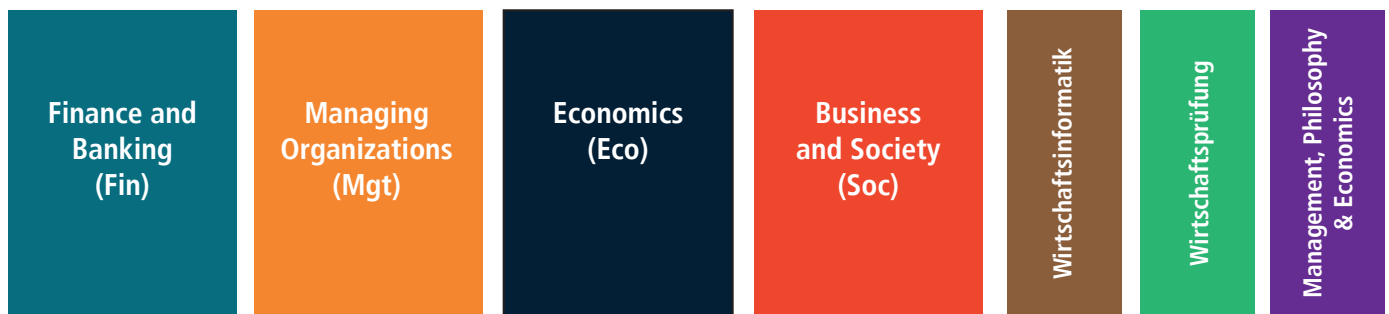 Finance and
Banking
(Fin)
Managing
Organizations
(Mgt)
Economics
(Eco)
Business
and Society
(Soc)
Wirtschaftsinformatik
Wirtschaftsprüfung
Management, Philosophy
& Economics